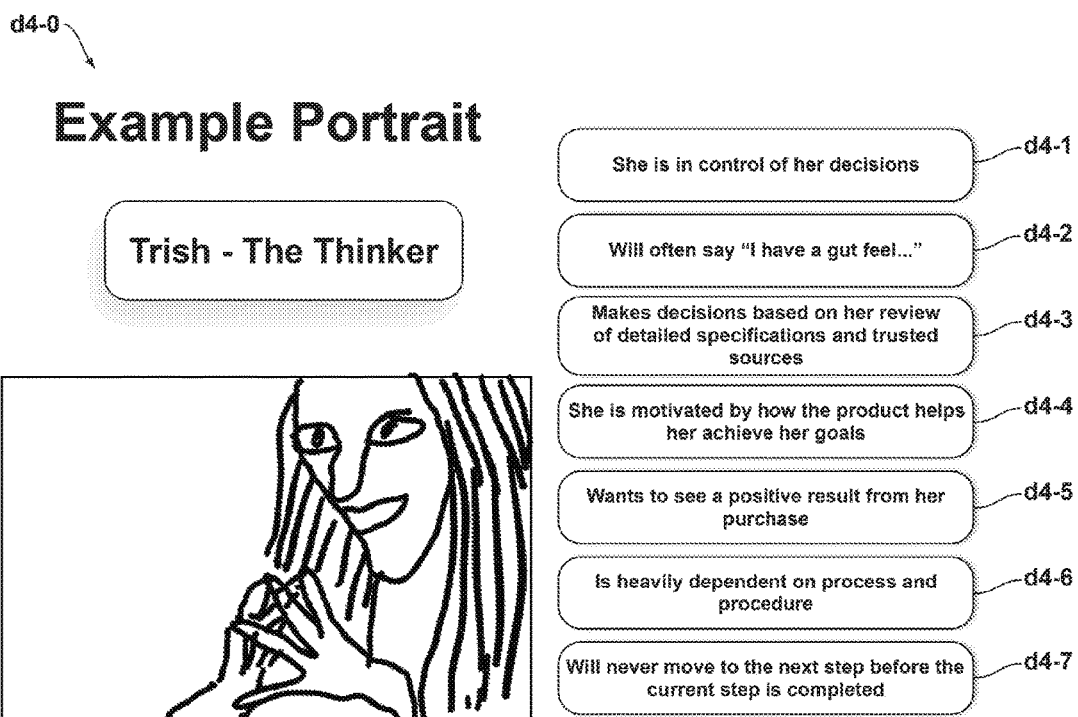 d4-0
Example Portrait
Trish - The Thinker
She is in control of her decisions
d4-1
Will often say “I have a gut feel...”
d4-2
Makes decisions based on her review
of detailed specifications and trusted
sources
d4-3
She is motivated by how the product helps
her achieve her goals
d4-4
Wants to see a positive result from her
purchase
d4-5
Is heavily dependent on process and
procedure
d4-6
Will never move to the next step before the
current step is completed
d4-7